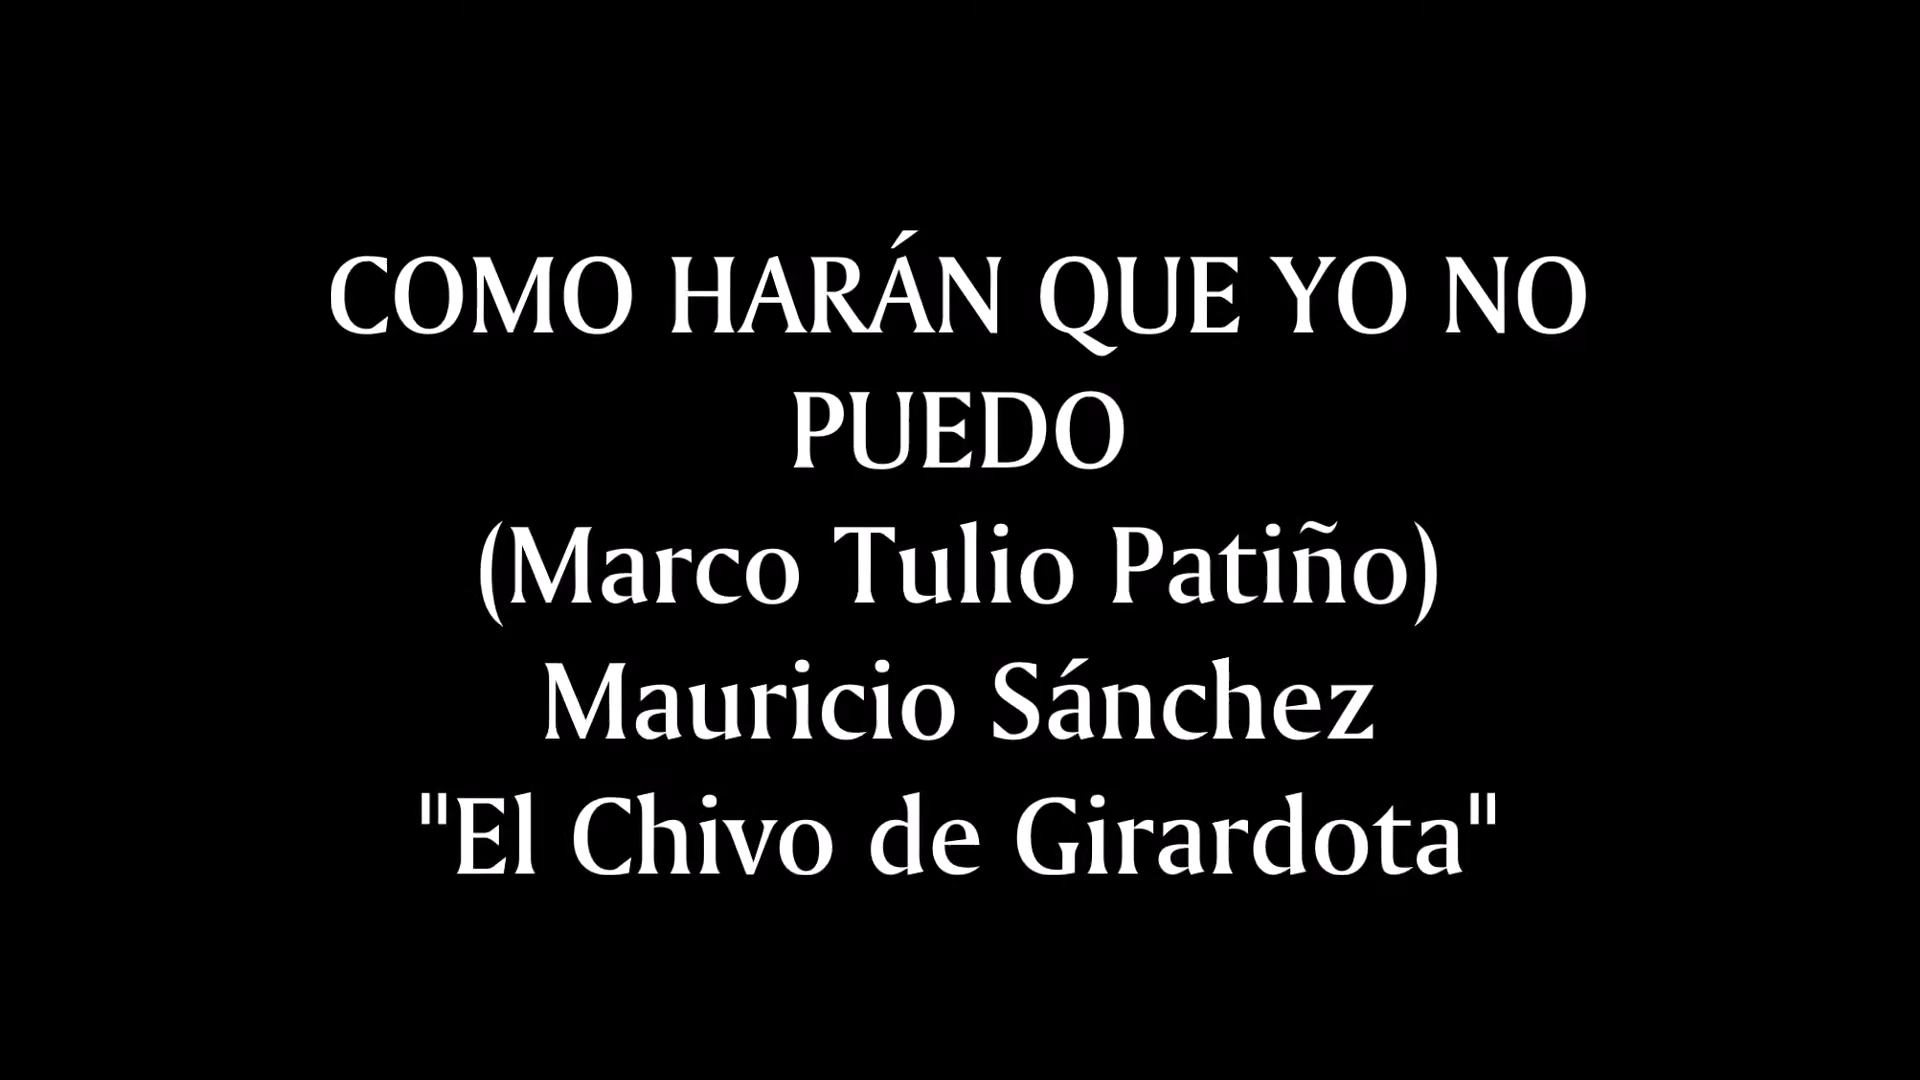 COMO HARÁN QUE YO NO
PUEDO
(Marco Tulio Patiño)
Mauricio Sánchez
"El Chivo de Girardota"